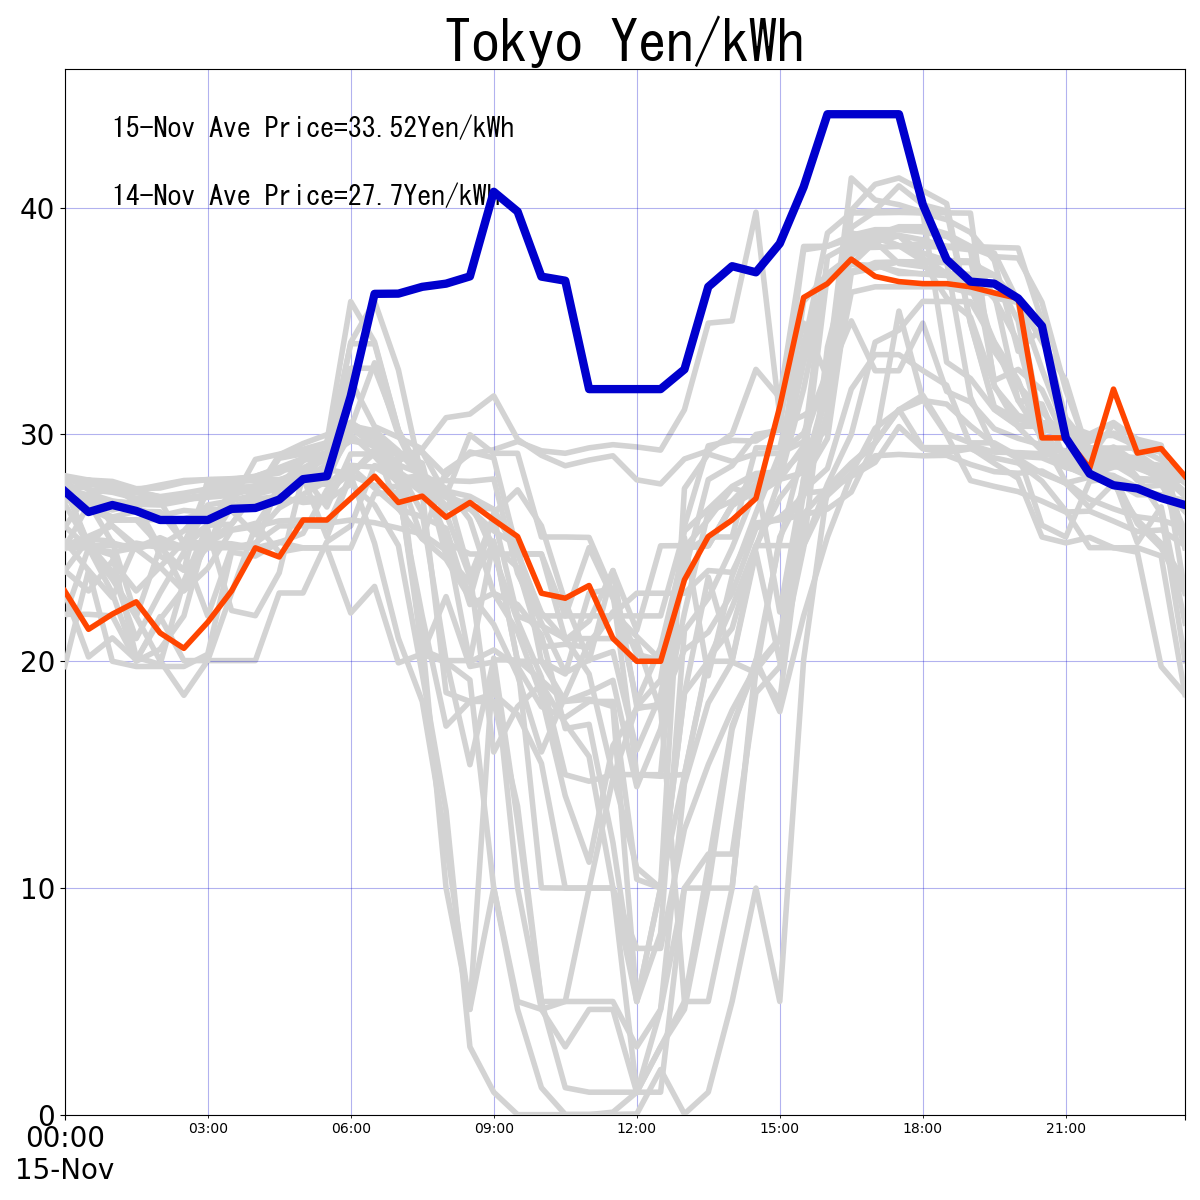 Tokyo Yen/kWh
15-Nov Ave Price=33.52Yen/kWh
14-Nov Ave Price=27.7Yen/kWh
40
30
20
10
0
00:00 03:00 06:00 09:00 12:00 15:00 18:00 21:00
15-Nov